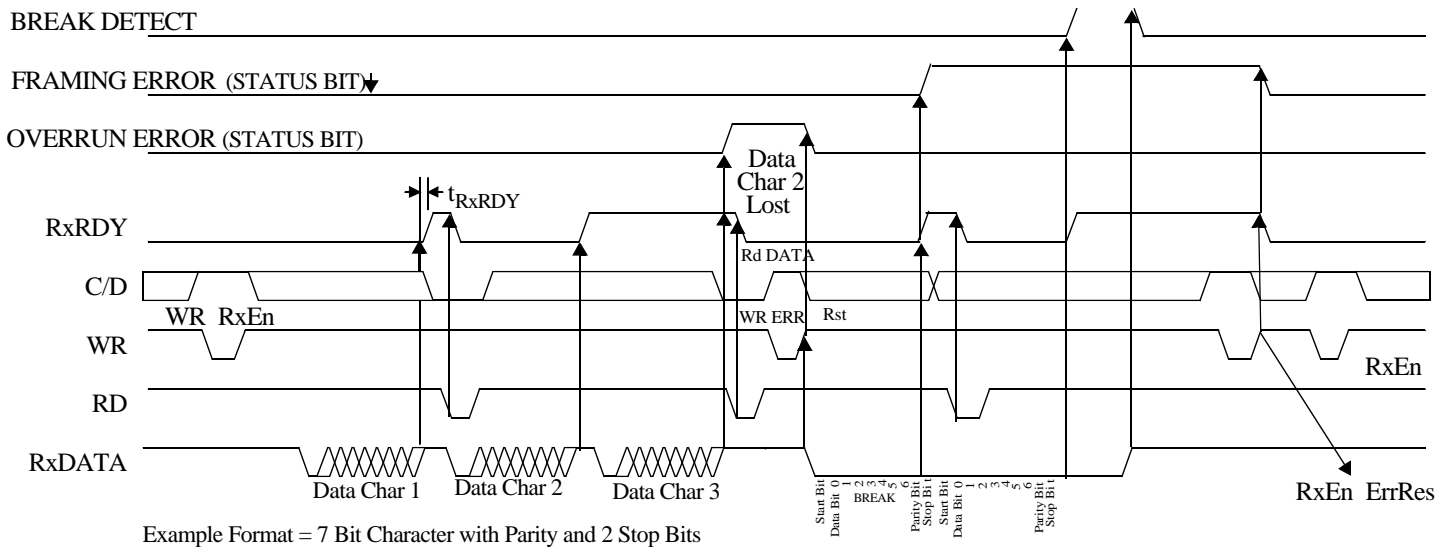 BREAK DETECT
FRAMING ERROR (STATUS BIT)
OVERRUN ERROR (STATUS BIT)
Data
Char 2
Lost
tRxRDY
RxRDY
Rd DATA
C/D
WR RxEn
WR ERR
Rst
WR
RxEn
RD
RxDATA
Data Char 1
Data Char 2
Data Char 3
Start Bit
Data Bit 0
1
2
3
4
5
6
BREAK
Parity Bit
Stop Bit
Start Bit
Data Bit 0
1
2
3
4
5
6
Parity Bit
Stop Bit
RxEn ErrRes
Example Format = 7 Bit Character with Parity and 2 Stop Bits